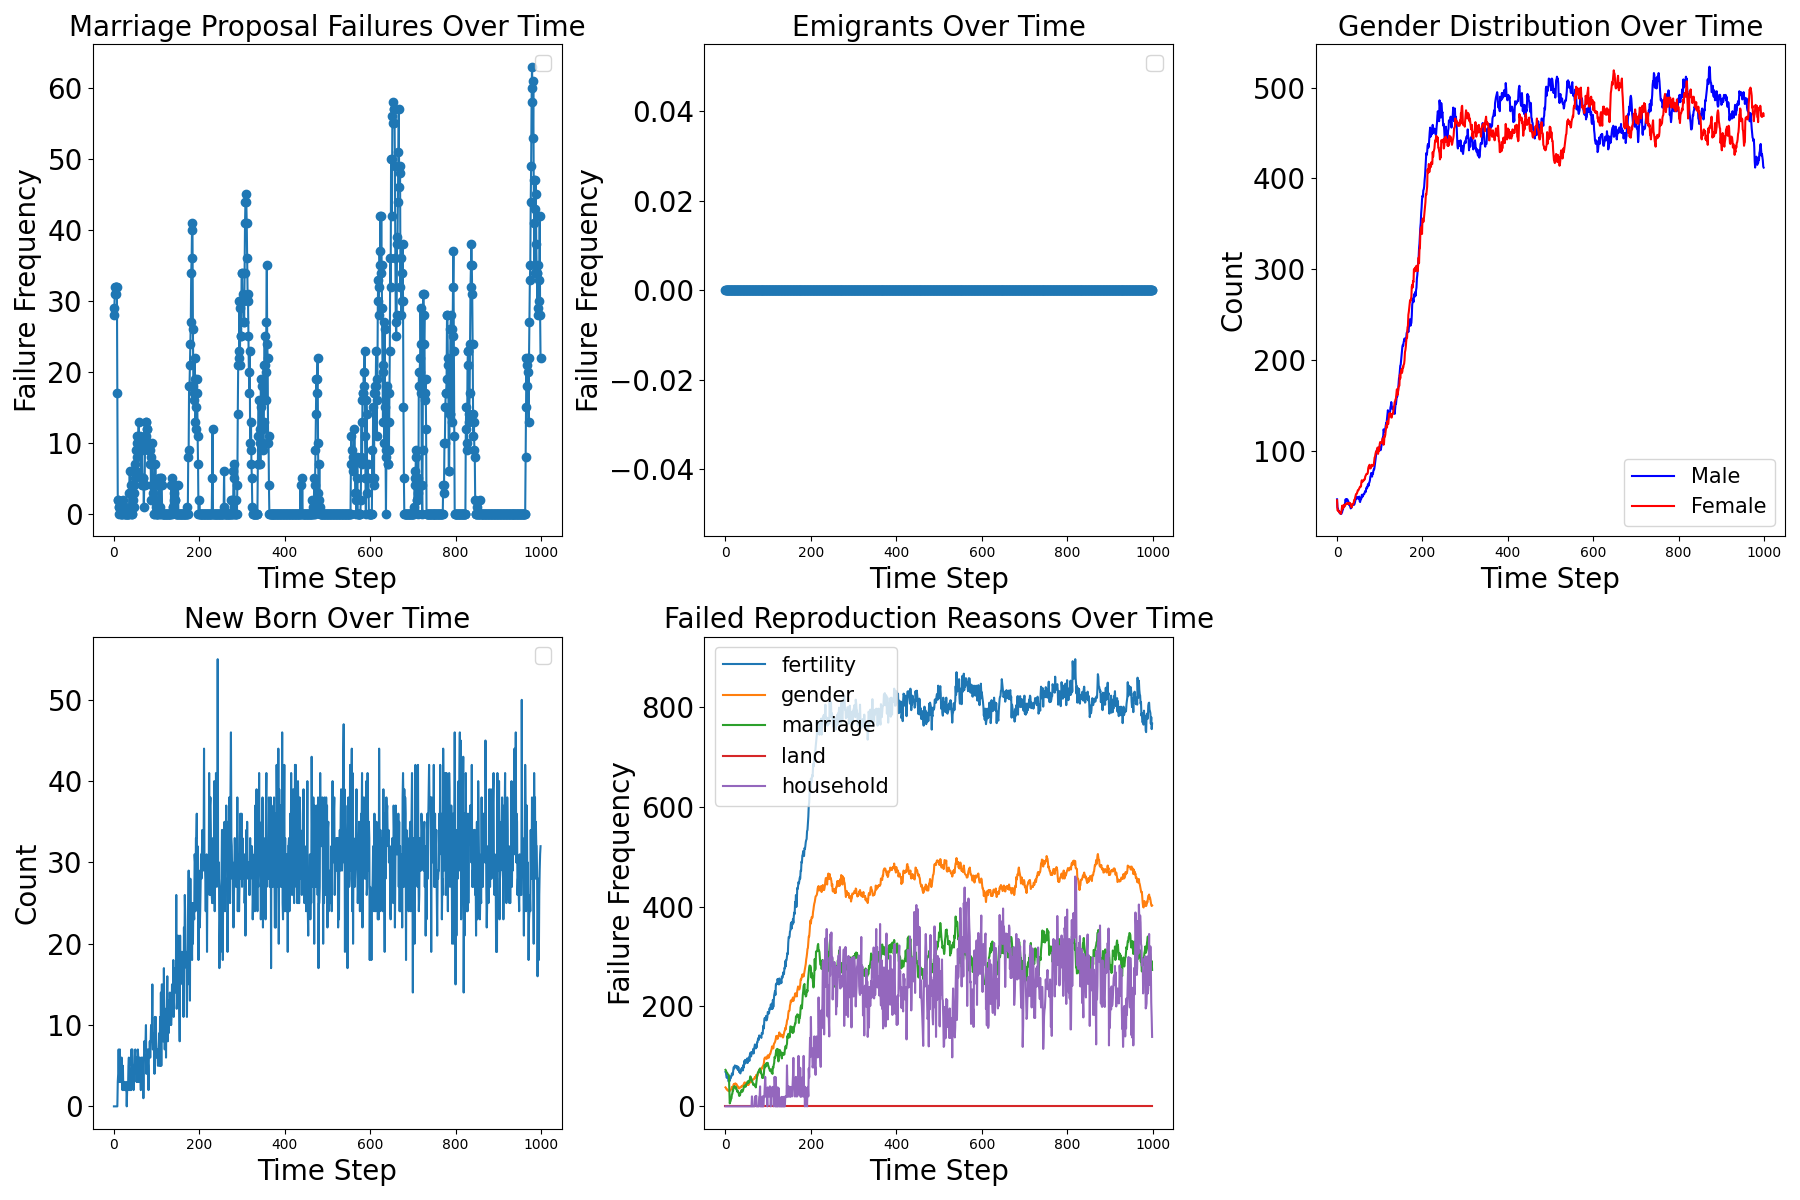 Marriage Proposal Failures Over Time
Failure Frequency
60
50
40
30
20
10
0
0 200 400 600 800 1000
Time Step
Emigrants Over Time
Failure Frequency
0.04
0.02
0.00
−0.02
−0.04
0 200 400 600 800 1000
Time Step
Gender Distribution Over Time
Count
500
400
300
200
100
Male
Female
0 200 400 600 800 1000
Time Step
New Born Over Time
Count
50
40
30
20
10
0
0 200 400 600 800 1000
Time Step
Failed Reproduction Reasons Over Time
Failure Frequency
800
600
400
200
0
fertility
gender
marriage
land
household
0 200 400 600 800 1000
Time Step